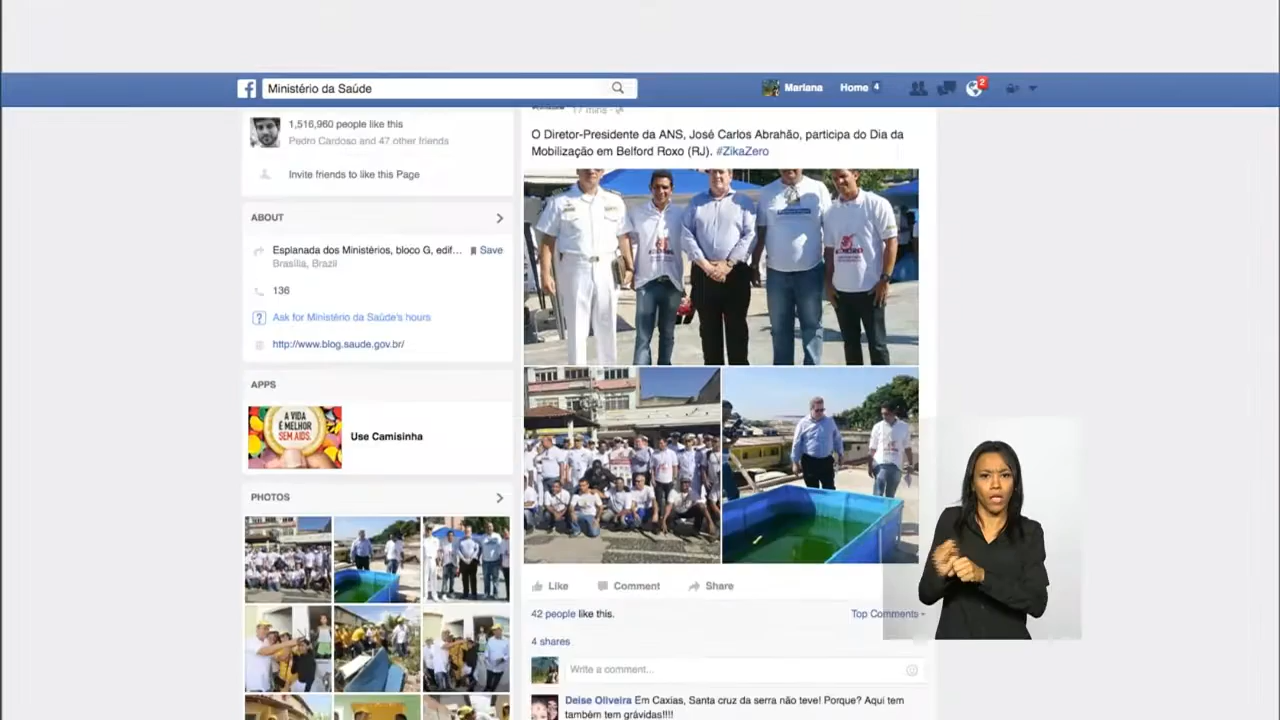 Ministério da Saúde
Mariana
Home 4
2
17 mins
1,516,960 people like this
Pedro Cardoso and 47 other friends
Invite friends to like this Page
ABOUT
Esplanada dos Ministérios, bloco G, edif...
Save
Brasília, Brazil
136
? Ask for Ministério da Saúde's hours
http://www.blog.saude.gov.br/
APPS
A VIDA
É MELHOR
SEM AIDS.
Use Camisinha
PHOTOS
O Diretor-Presidente da ANS, José Carlos Abrahão, participa do Dia da
Mobilização em Belford Roxo (RJ). #ZikaZero
Like
Comment
Share
42 people like this.
Top Comments
4 shares
Write a comment...
Deise Oliveira Em Caxias, Santa cruz da serra não teve! Porque? Aqui tem
também tem grávidas!!!!